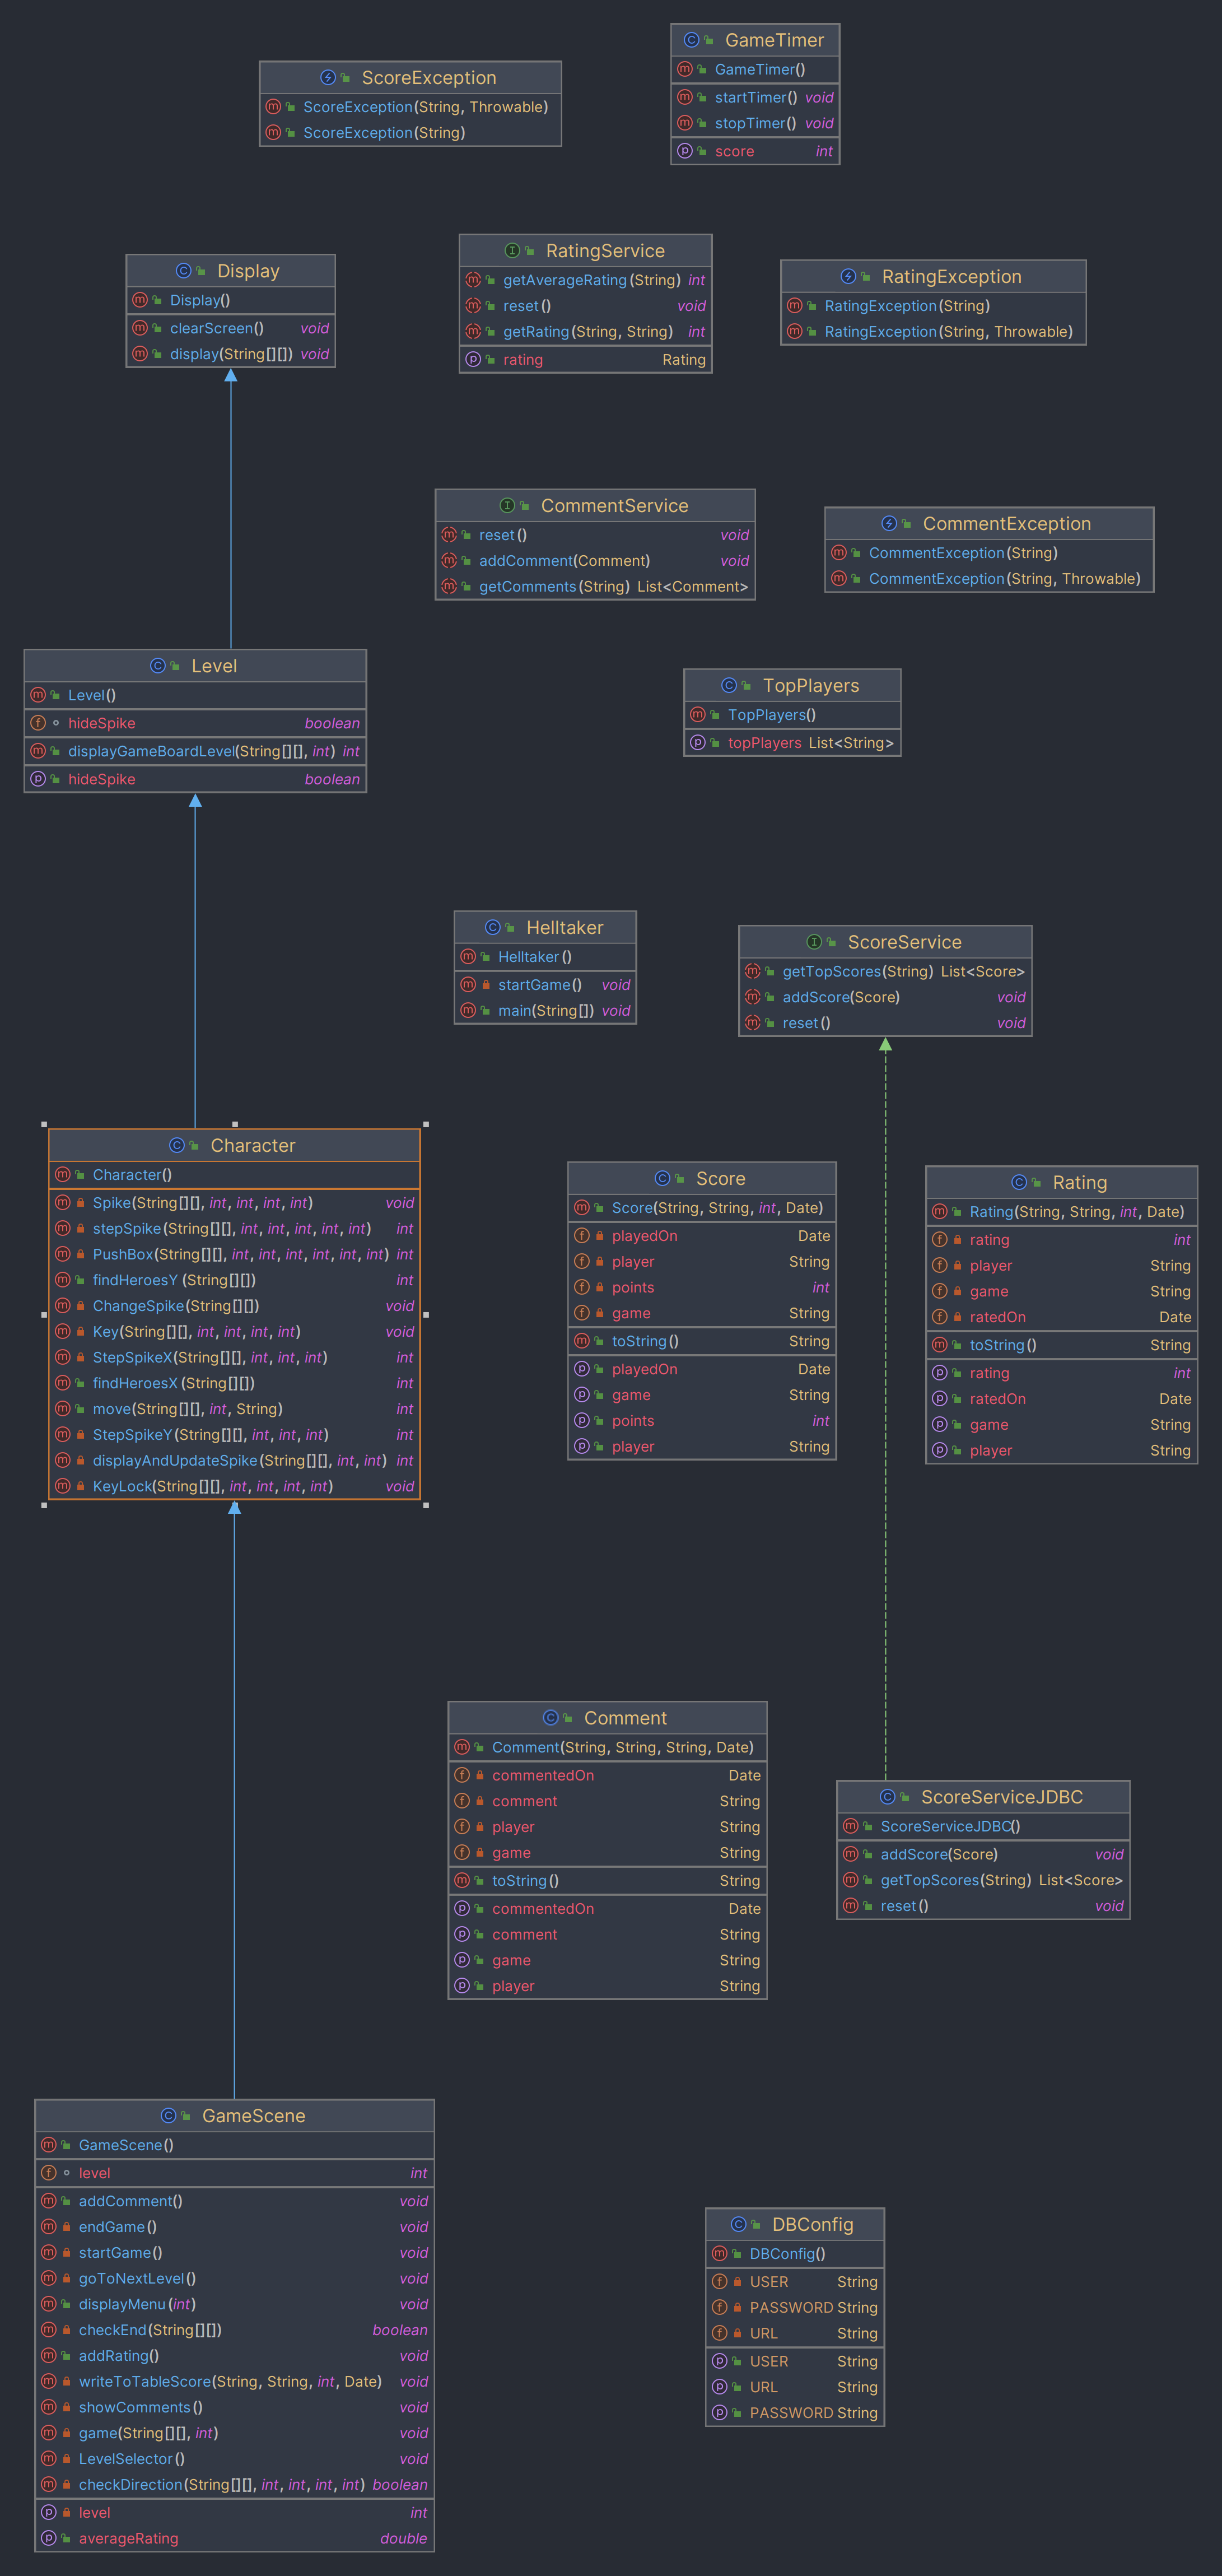 GameTimer
GameTimer()
startTimer() void
stopTimer() void
score int
ScoreException
ScoreException(String, Throwable)
ScoreException(String)
Display
Display()
clearScreen() void
display(String[][]) void
RatingService
getAverageRating(String) int
reset() void
getRating(String, String) int
rating Rating
RatingException
RatingException(String)
RatingException(String, Throwable)
CommentService
reset() void
addComment(Comment) void
getComments(String) List<Comment>
CommentException
CommentException(String)
CommentException(String, Throwable)
Level
Level()
hideSpike boolean
displayGameBoardLevel(String[][], int) int
hideSpike boolean
TopPlayers
TopPlayers()
topPlayers List<String>
Helltaker
Helltaker()
startGame() void
main(String[]) void
ScoreService
getTopScores(String) List<Score>
addScore(Score) void
reset() void
Character
Character()
Spike(String[][], int, int, int, int) void
stepSpike(String[][], int, int, int, int, int) int
PushBox(String[][], int, int, int, int, int, int) int
findHeroesY(String[][]) int
ChangeSpike(String[][]) void
Key(String[][], int, int, int, int) void
StepSpikeX(String[][], int, int, int) int
findHeroesX(String[][]) int
move(String[][], int, String) int
StepSpikeY(String[][], int, int, int) int
displayAndUpdateSpike(String[][], int, int) int
KeyLock(String[][], int, int, int, int) void
Score
Score(String, String, int, Date)
playedOn Date
player String
points int
game String
toString() String
playedOn Date
game String
points int
player String
Rating
Rating(String, String, int, Date)
rating int
player String
game String
ratedOn Date
toString() String
rating int
ratedOn Date
game String
player String
Comment
Comment(String, String, String, Date)
commentedOn Date
comment String
player String
game String
toString() String
commentedOn Date
comment String
game String
player String
ScoreServiceJDBC
ScoreServiceJDBC()
addScore(Score) void
getTopScores(String) List<Score>
reset() void
GameScene
GameScene()
level int
addComment() void
endGame() void
startGame() void
goToNextLevel() void
displayMenu(int) void
checkEnd(String[][]) boolean
addRating() void
writeToTableScore(String, String, int, Date) void
showComments() void
game(String[][], int) void
LevelSelector() void
checkDirection(String[][], int, int, int, int) boolean
level int
averageRating double
DBConfig
DBConfig()
USER String
PASSWORD String
URL String
USER String
URL String
PASSWORD String